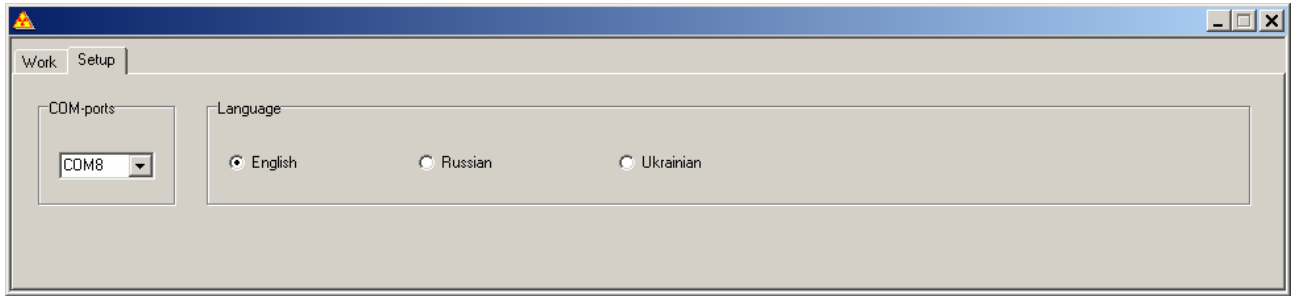 Work Setup
COM-ports
Language
COM8
English Russian Ukrainian